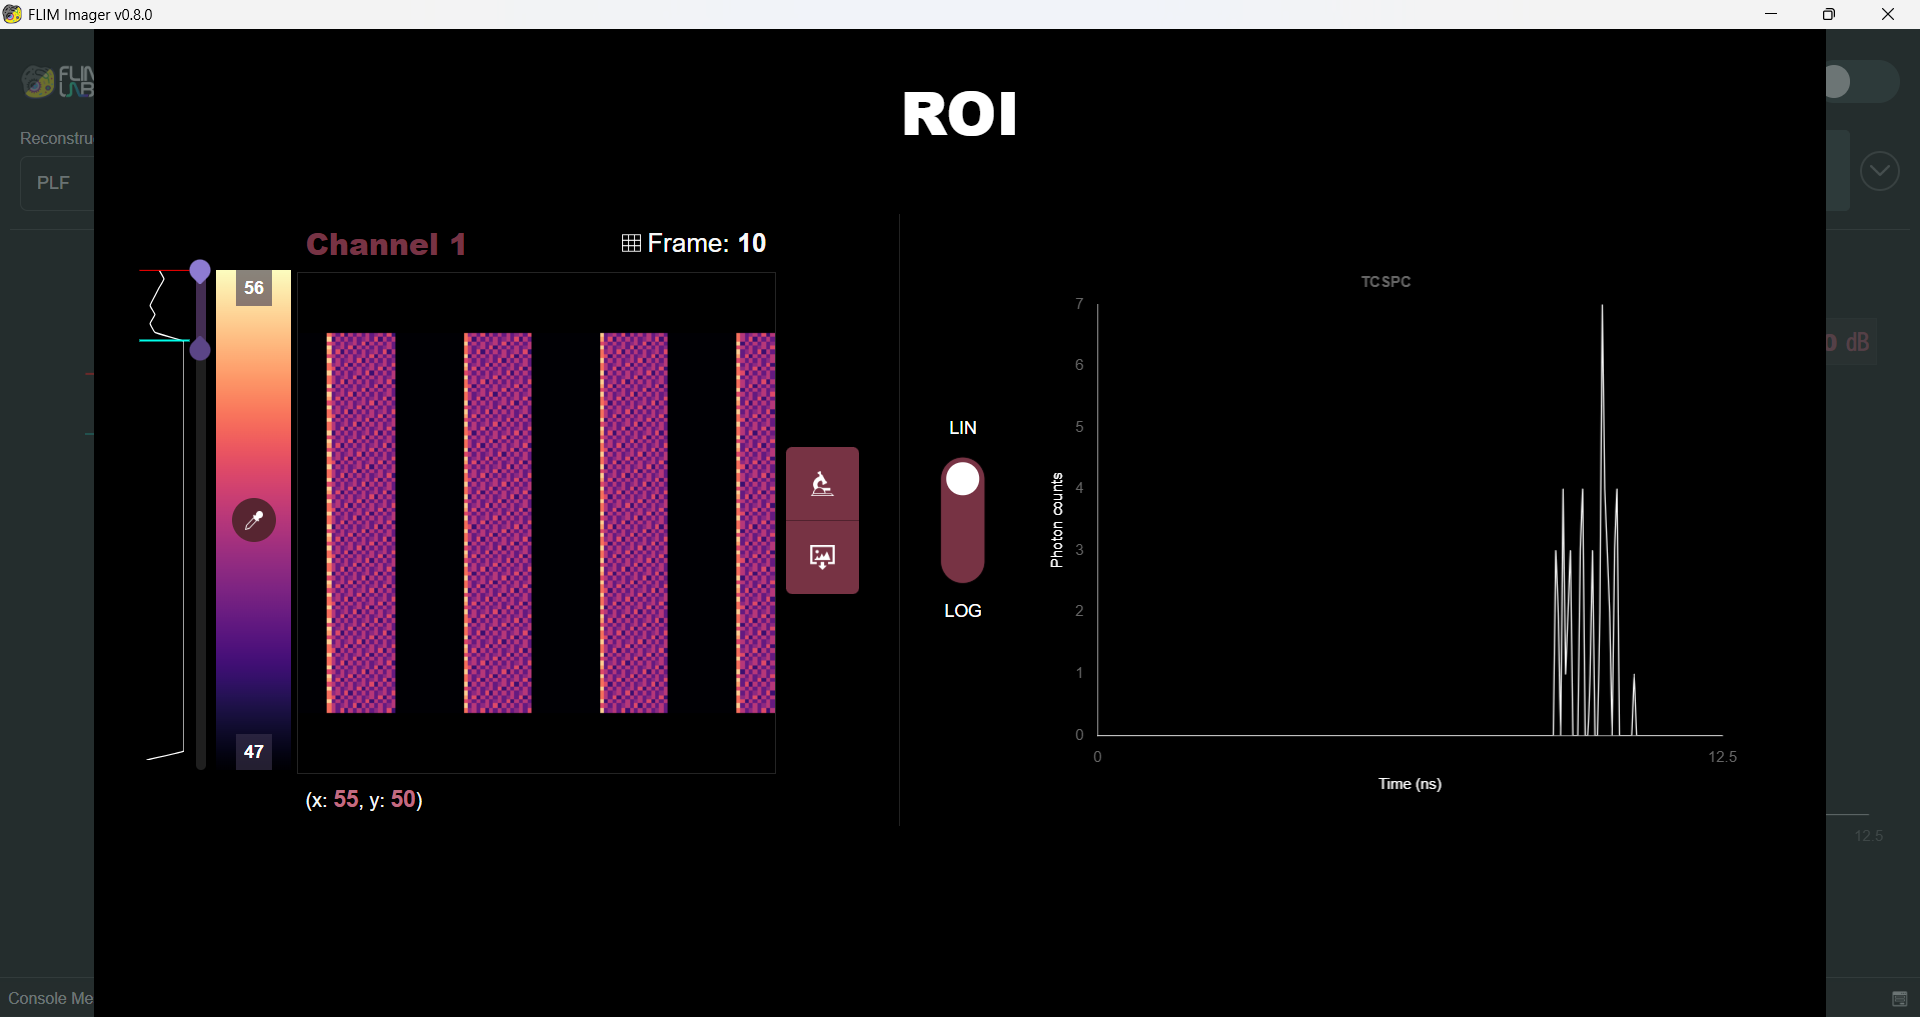 FLIM Imager v0.8.0
FLIM
LAB
Reconstru
PLF
ROI
Channel 1
Frame: 10
56
47
(x: 55, y: 50)
LIN
LOG
TCSPC
Photon counts
7
6
5
4
3
2
1
0
0
12.5
Time (ns)
dB
12.5
Console Me